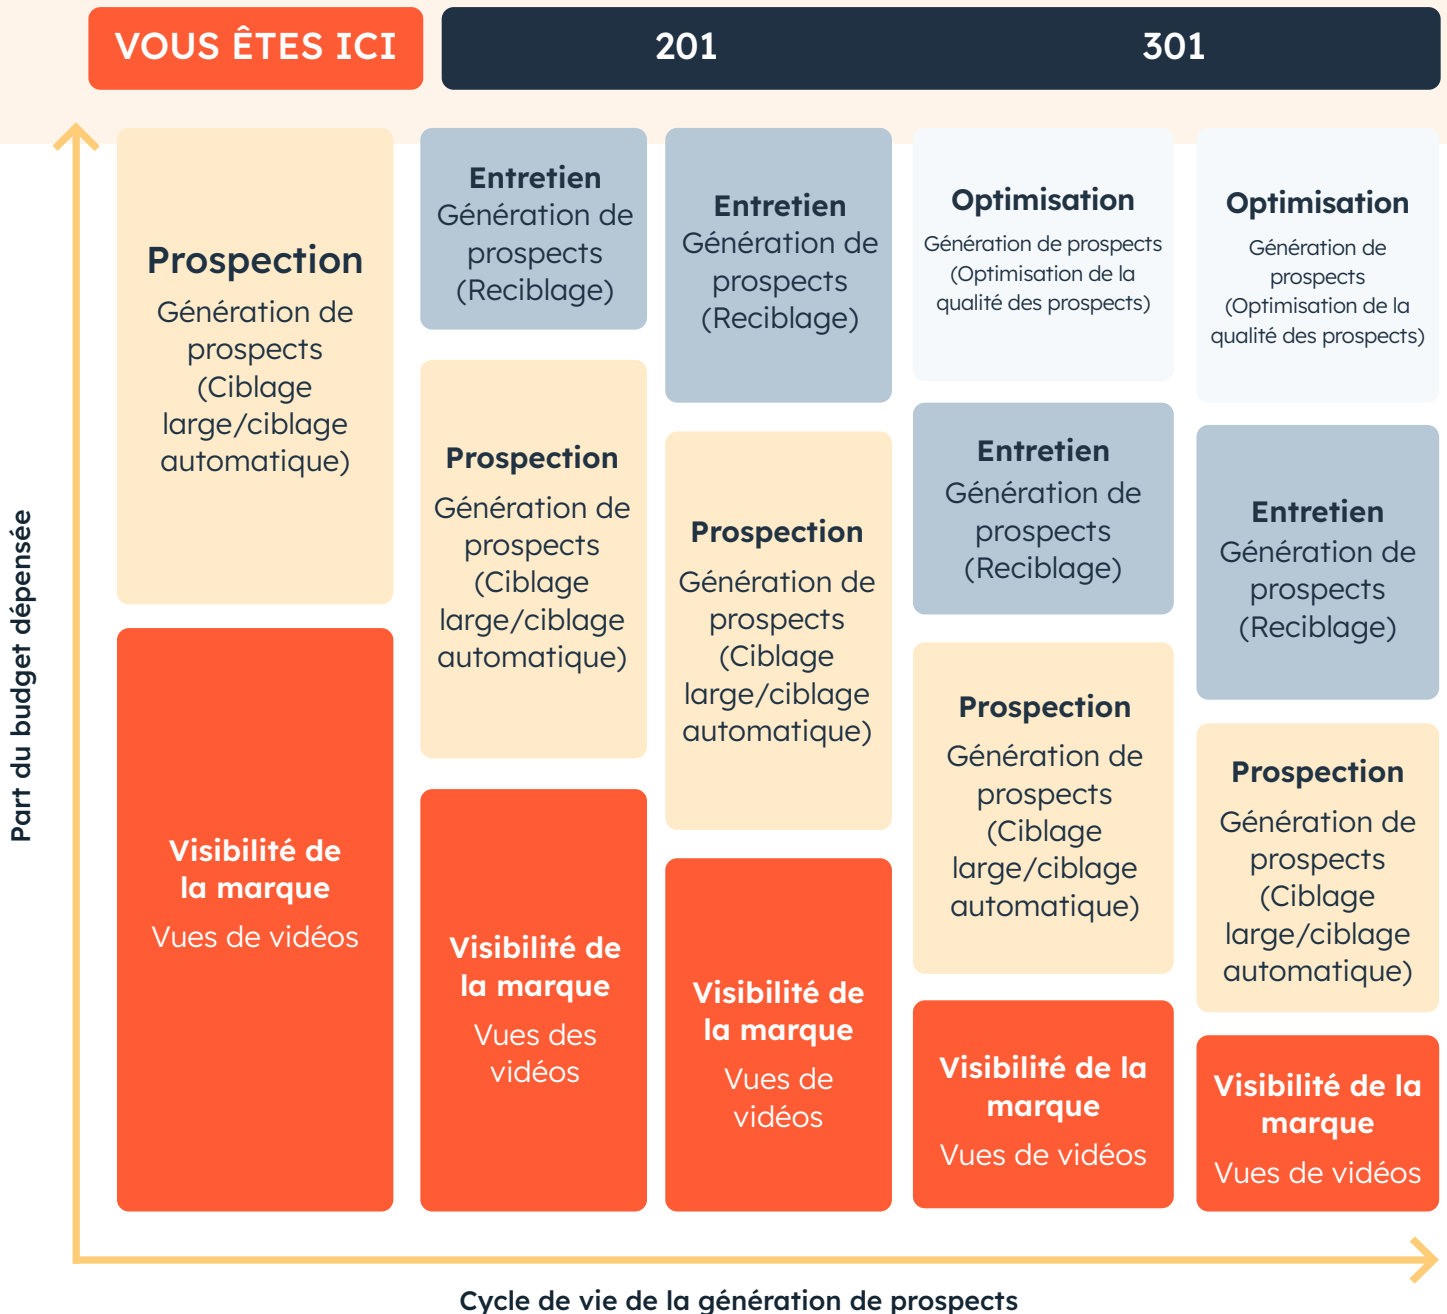 VOUS ÊTES ICI
201
301
Part du budget dépensée
Prospection
Génération de
prospects
(Ciblage
large/ciblage
automatique)
Visibilité de
la marque
Vues de vidéos
Entretien
Génération de
prospects
(Reciblage)
Prospection
Génération de
prospects
(Ciblage
large/ciblage
automatique)
Visibilité de
la marque
Vues des
vidéos
Entretien
Génération de
prospects
(Reciblage)
Prospection
Génération de
prospects
(Ciblage
large/ciblage
automatique)
Visibilité de
la marque
Vues de
vidéos
Optimisation
Génération de prospects
(Optimisation de la
qualité des prospects)
Entretien
Génération de
prospects
(Reciblage)
Prospection
Génération de
prospects
(Ciblage
large/ciblage
automatique)
Visibilité de la
marque
Vues de vidéos
Optimisation
Génération de
prospects
(Optimisation de la
qualité des prospects)
Entretien
Génération de
prospects
(Reciblage)
Prospection
Génération de
prospects
(Ciblage
large/ciblage
automatique)
Visibilité de la
marque
Vues de vidéos
Cycle de vie de la génération de prospects